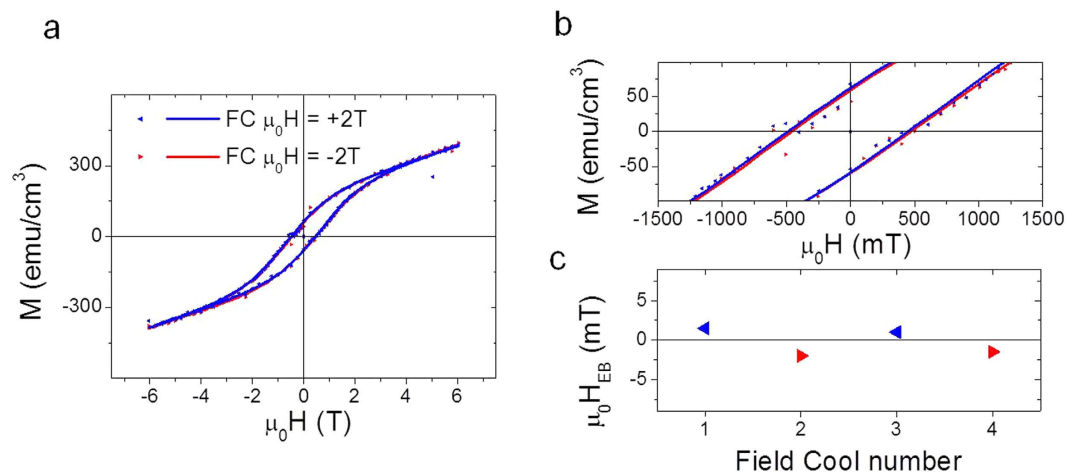 a
M (emu/cm³)
300
0
-300
FC μ₀H = +2T
FC μ₀H = -2T
-6 -4 -2 0 2 4 6
μ₀H (T)
b
M (emu/cm³)
50
0
-50
-1500 -1000 -500 0 500 1000 1500
μ₀H (mT)
c
μ₀H_EB (mT)
5
0
-5
1 2 3 4
Field Cool number